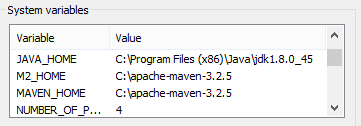 System variables
Variable Value
JAVA_HOME C:\Program Files (x86)\Java\jdk1.8.0_45
M2_HOME C:\apache-maven-3.2.5
MAVEN_HOME C:\apache-maven-3.2.5
NUMBER_OF_P... 4